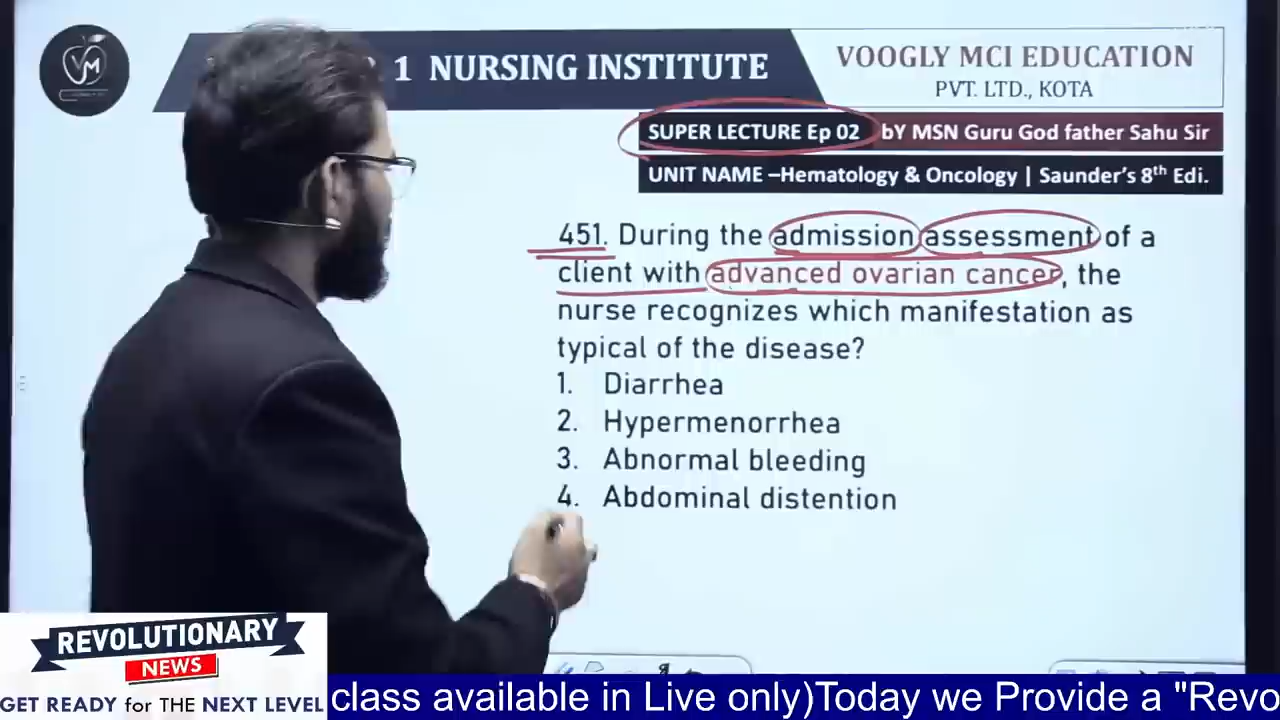 VM
1 NURSING INSTITUTE
VOOGLY MCI EDUCATION
PVT. LTD., KOTA
SUPER LECTURE Ep 02 bY MSN Guru God father Sahu Sir
UNIT NAME –Hematology & Oncology | Saunder's 8th Edi.
451. During the admission assessment of a
client with advanced ovarian cancer, the
nurse recognizes which manifestation as
typical of the disease?
1. Diarrhea
2. Hypermenorrhea
3. Abnormal bleeding
4. Abdominal distention
REVOLUTIONARY
NEWS
GET READY for THE NEXT LEVEL
class available in Live only)Today we Provide a "Revo